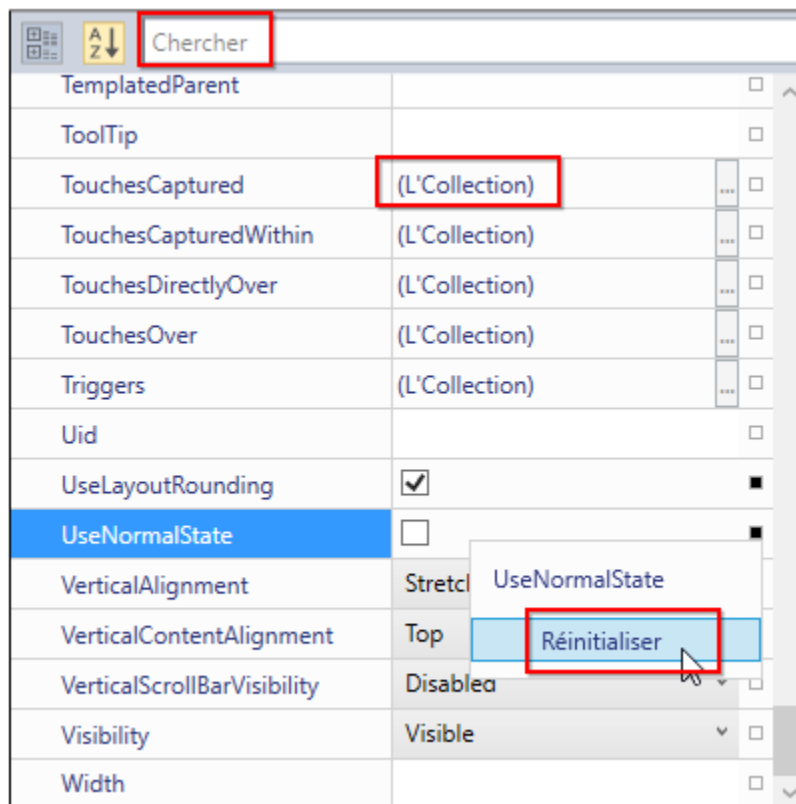 A
Z
Chercher
TemplatedParent
ToolTip
TouchesCaptured (L'Collection) ...
TouchesCapturedWithin (L'Collection) ...
TouchesDirectlyOver (L'Collection) ...
TouchesOver (L'Collection) ...
Triggers (L'Collection) ...
Uid
UseLayoutRounding
UseNormalState
UseNormalState
VerticalAlignment
VerticalContentAlignment Top
Réinitialiser
VerticalScrollBarVisibility Disabled
Visibility Visible
Width